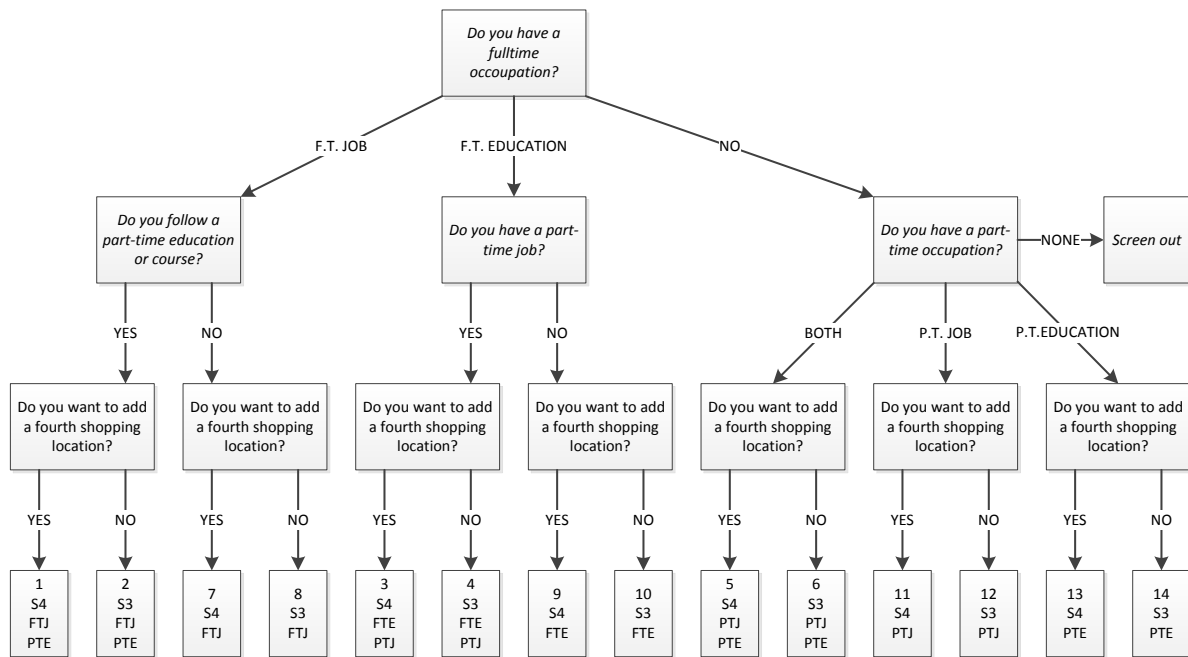 Do you have a
fulltime
occoupation?
F.T. JOB
F.T. EDUCATION
NO
Do you follow a
part-time education
or course?
Do you have a part-
time job?
Do you have a part-
time occupation?
NONE
Screen out
YES
NO
YES
NO
BOTH
P.T. JOB
P.T.EDUCATION
Do you want to add
a fourth shopping
location?
Do you want to add
a fourth shopping
location?
Do you want to add
a fourth shopping
location?
Do you want to add
a fourth shopping
location?
Do you want to add
a fourth shopping
location?
Do you want to add
a fourth shopping
location?
Do you want to add
a fourth shopping
location?
YES
NO
YES
NO
YES
NO
YES
NO
YES
NO
YES
NO
YES
NO
1
S4
FTJ
PTE
2
S3
FTJ
PTE
7
S4
FTJ
8
S3
FTJ
3
S4
FTE
PTJ
4
S3
FTE
PTJ
9
S4
FTE
10
S3
FTE
5
S4
PTJ
PTE
6
S3
PTJ
PTE
11
S4
PTJ
12
S3
PTJ
13
S4
PTE
14
S3
PTE